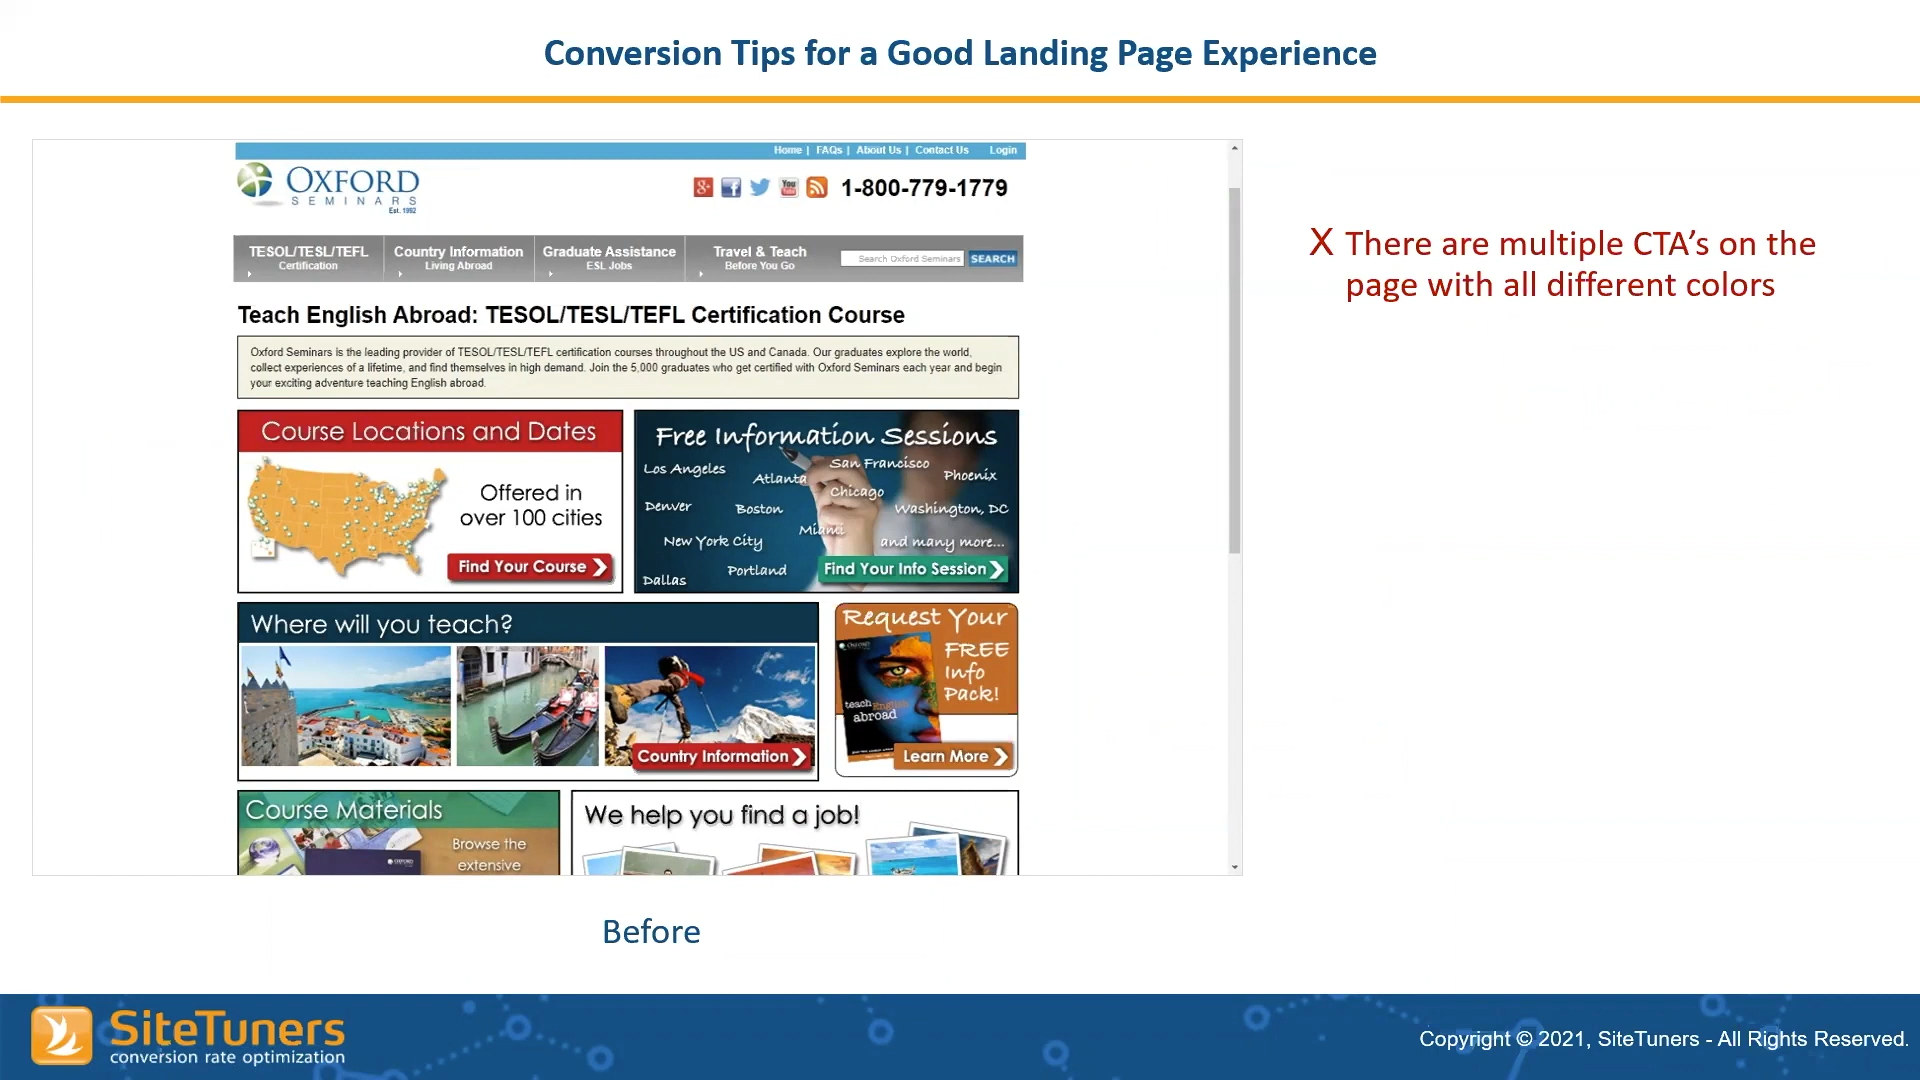 Conversion Tips for a Good Landing Page Experience
Home | FAQs | About Us | Contact Us Login
OXFORD
SEMINARS
Est. 1992
1-800-779-1779
TESOL/TESL/TEFL
Certification
Country Information
Living Abroad
Graduate Assistance
ESL Jobs
Travel & Teach
Before You Go
Search Oxford Seminars
SEARCH
Teach English Abroad: TESOL/TESL/TEFL Certification Course
Oxford Seminars is the leading provider of TESOL/TESL/TEFL certification courses throughout the US and Canada. Our graduates explore the world,
collect experiences of a lifetime, and find themselves in high demand. Join the 5,000 graduates who get certified with Oxford Seminars each year and begin
your exciting adventure teaching English abroad.
Course Locations and Dates
Offered in
over 100 cities
Find Your Course
Free Information Sessions
Los Angeles
Atlanta
San Francisco
Phoenix
Chicago
Denver
Boston
Washington, DC
Miami
New York City
and many more...
Portland
Dallas
Find Your Info Session
Where will you teach?
Country Information
Request Your
FREE
Info
Pack!
teach English
abroad
Learn More
Course Materials
Browse the
extensive
We help you find a job!
X There are multiple CTA’s on the
page with all different colors
Before
SiteTuners
conversion rate optimization
Copyright © 2021, SiteTuners - All Rights Reserved.